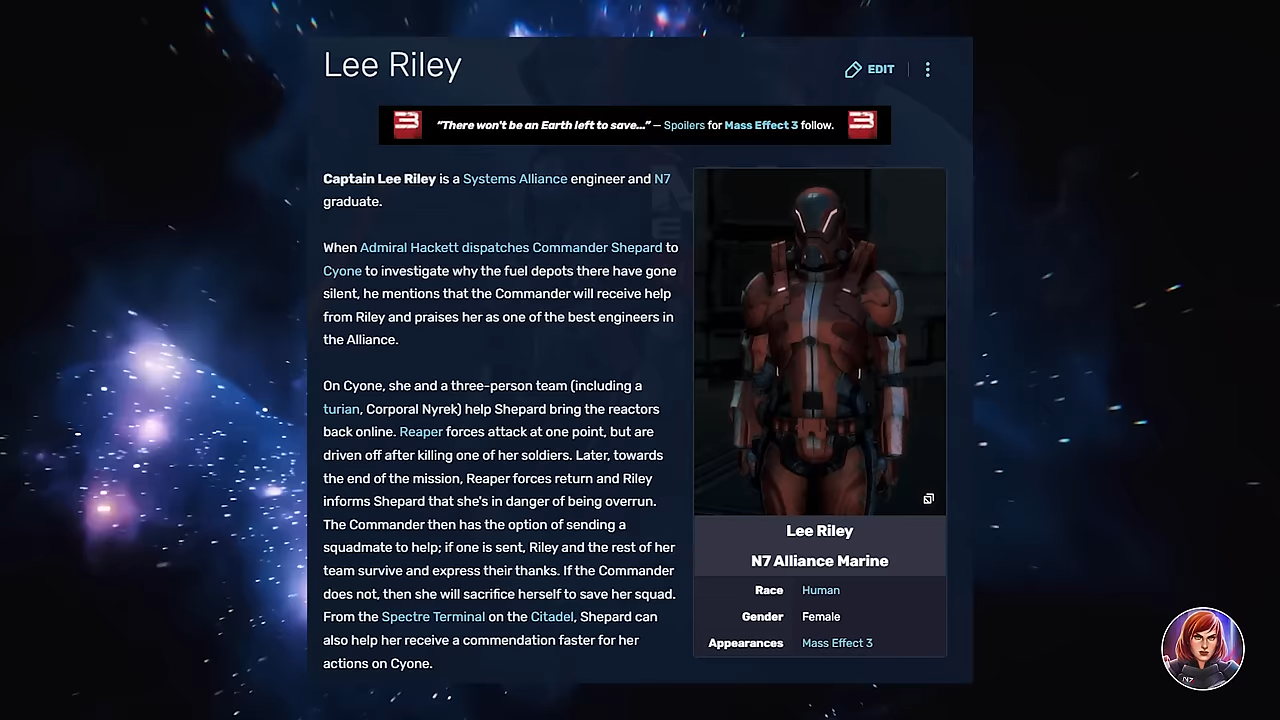 Lee Riley
EDIT
"There won't be an Earth left to save..." — Spoilers for Mass Effect 3 follow.
Captain Lee Riley is a Systems Alliance engineer and N7
graduate.
When Admiral Hackett dispatches Commander Shepard to
Cyone to investigate why the fuel depots there have gone
silent, he mentions that the Commander will receive help
from Riley and praises her as one of the best engineers in
the Alliance.
On Cyone, she and a three-person team (including a
turian, Corporal Nyrek) help Shepard bring the reactors
back online. Reaper forces attack at one point, but are
driven off after killing one of her soldiers. Later, towards
the end of the mission, Reaper forces return and Riley
informs Shepard that she's in danger of being overrun.
The Commander then has the option of sending a
squadmate to help; if one is sent, Riley and the rest of her
team survive and express their thanks. If the Commander
does not, then she will sacrifice herself to save her squad.
From the Spectre Terminal on the Citadel, Shepard can
also help her receive a commendation faster for her
actions on Cyone.
Lee Riley
N7 Alliance Marine
Race Human
Gender Female
Appearances Mass Effect 3
N7